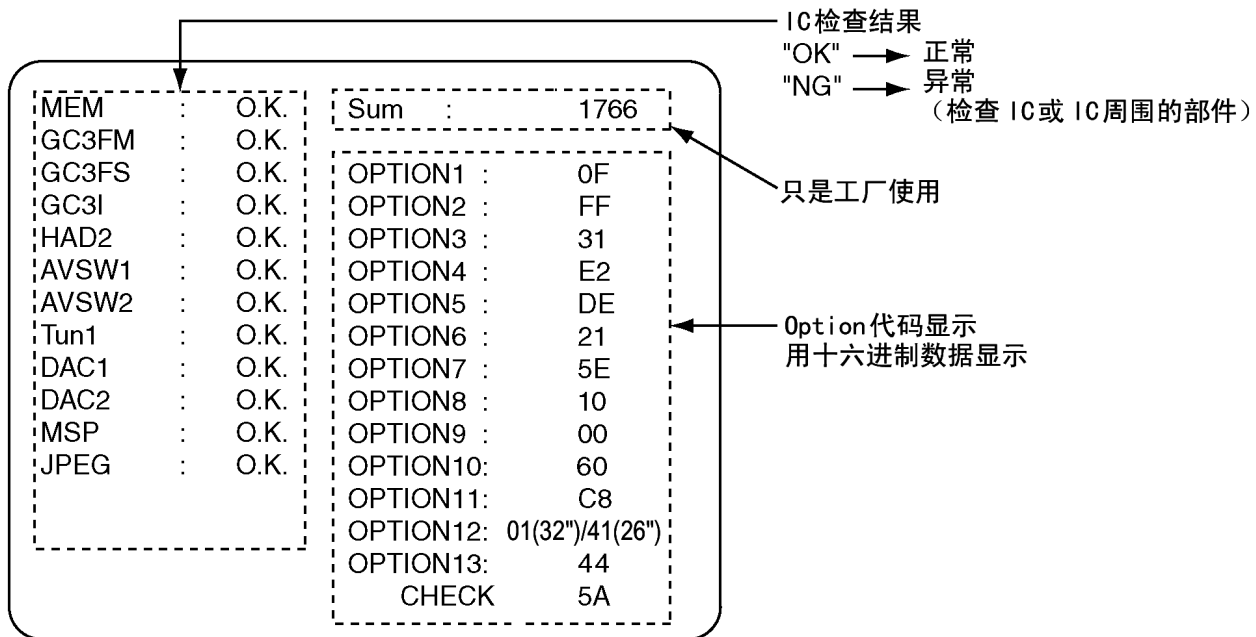 IC检查结果
"OK" → 正常
"NG" → 异常
（检查 IC或 IC周围的部件）
MEM : O.K.
GC3FM : O.K.
GC3FS : O.K.
GC3I : O.K.
HAD2 : O.K.
AVSW1 : O.K.
AVSW2 : O.K.
Tun1 : O.K.
DAC1 : O.K.
DAC2 : O.K.
MSP : O.K.
JPEG : O.K.
Sum : 1766
只是工厂使用
OPTION1 : 0F
OPTION2 : FF
OPTION3 : 31
OPTION4 : E2
OPTION5 : DE
OPTION6 : 21
OPTION7 : 5E
OPTION8 : 10
OPTION9 : 00
OPTION10: 60
OPTION11: C8
OPTION12: 01(32")/41(26")
OPTION13: 44
CHECK 5A
Option代码显示
用十六进制数据显示